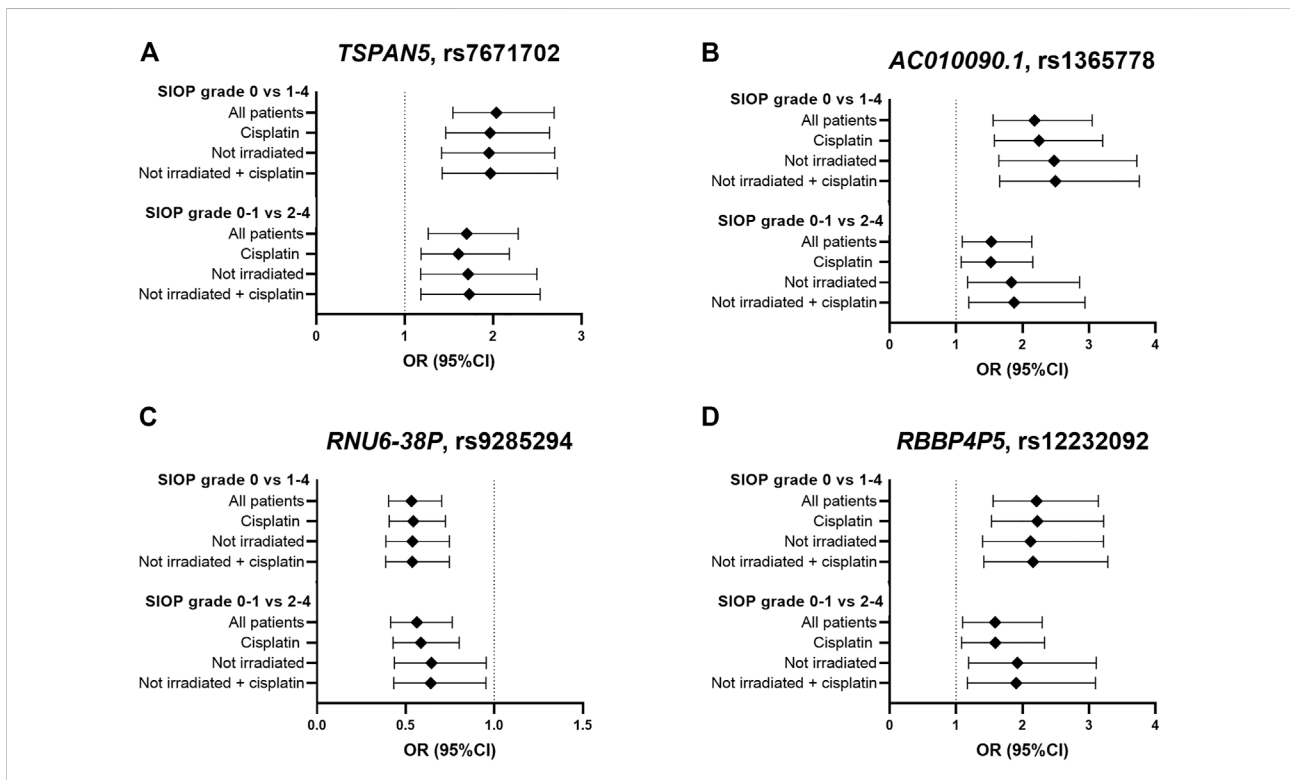 A
TSPAN5, rs7671702
SIOP grade 0 vs 1-4
All patients
Cisplatin
Not irradiated
Not irradiated + cisplatin
SIOP grade 0-1 vs 2-4
All patients
Cisplatin
Not irradiated
Not irradiated + cisplatin
0 1 2 3
OR (95%CI)
B
AC010090.1, rs1365778
SIOP grade 0 vs 1-4
All patients
Cisplatin
Not irradiated
Not irradiated + cisplatin
SIOP grade 0-1 vs 2-4
All patients
Cisplatin
Not irradiated
Not irradiated + cisplatin
0 1 2 3 4
OR (95%CI)
C
RNU6-38P, rs9285294
SIOP grade 0 vs 1-4
All patients
Cisplatin
Not irradiated
Not irradiated + cisplatin
SIOP grade 0-1 vs 2-4
All patients
Cisplatin
Not irradiated
Not irradiated + cisplatin
0.0 0.5 1.0 1.5
OR (95%CI)
D
RBBP4P5, rs12232092
SIOP grade 0 vs 1-4
All patients
Cisplatin
Not irradiated
Not irradiated + cisplatin
SIOP grade 0-1 vs 2-4
All patients
Cisplatin
Not irradiated
Not irradiated + cisplatin
0 1 2 3 4
OR (95%CI)